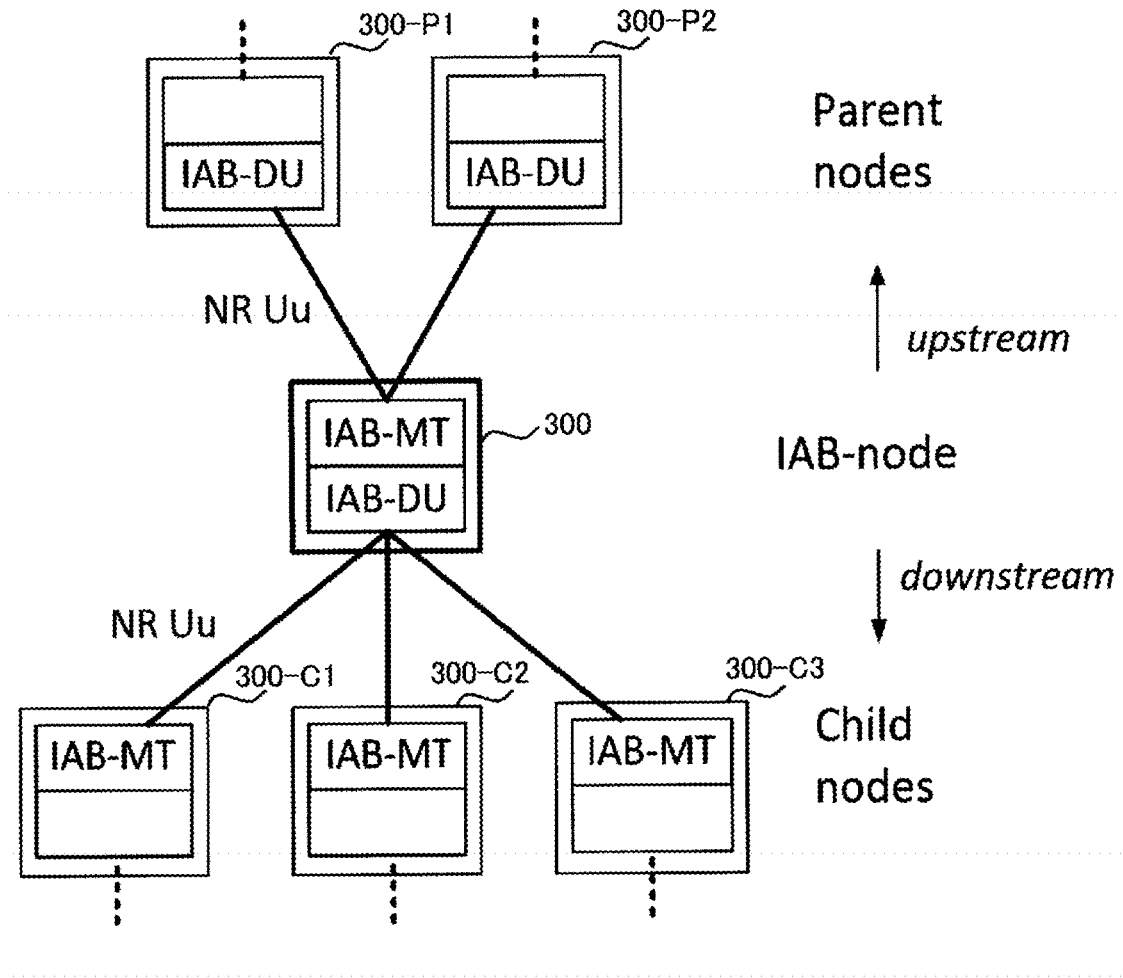 300-P1
300-P2
IAB-DU
IAB-DU
Parent
nodes
NR Uu
upstream
IAB-MT
IAB-DU
300
IAB-node
downstream
NR Uu
300-C1
300-C2
300-C3
IAB-MT
IAB-MT
IAB-MT
Child
nodes